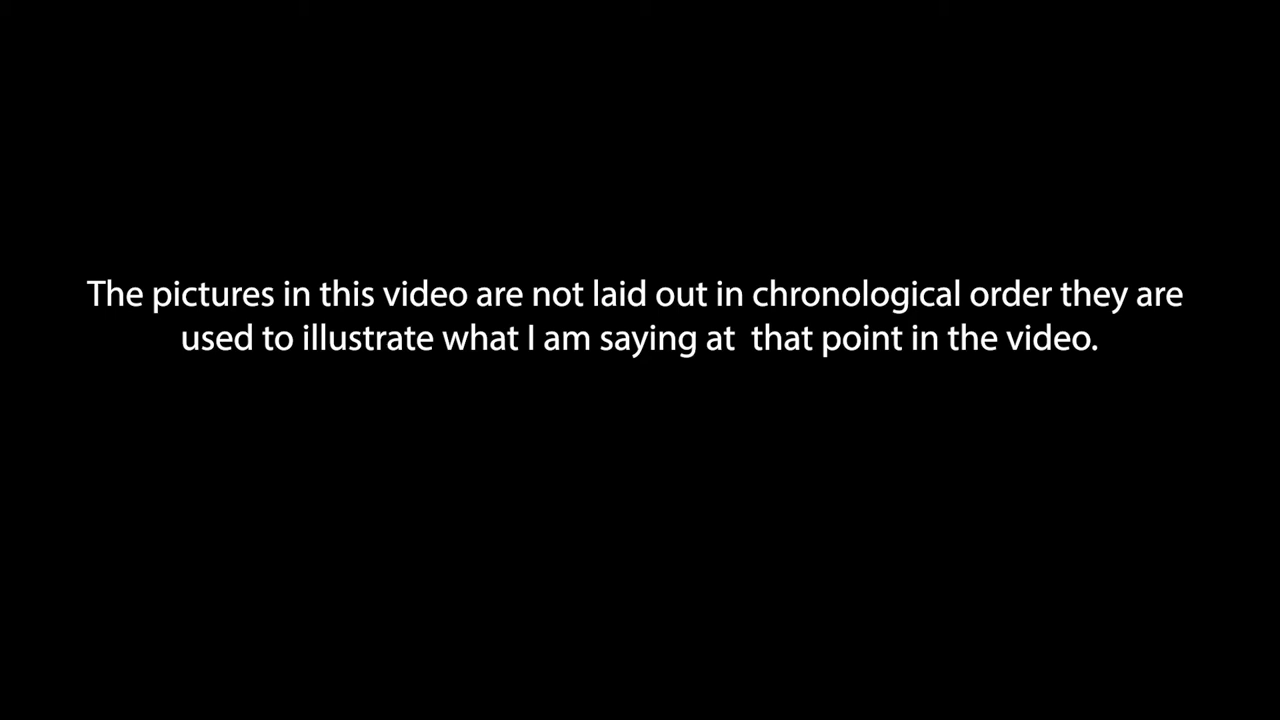 The pictures in this video are not laid out in chronological order they are
used to illustrate what I am saying at  that point in the video.